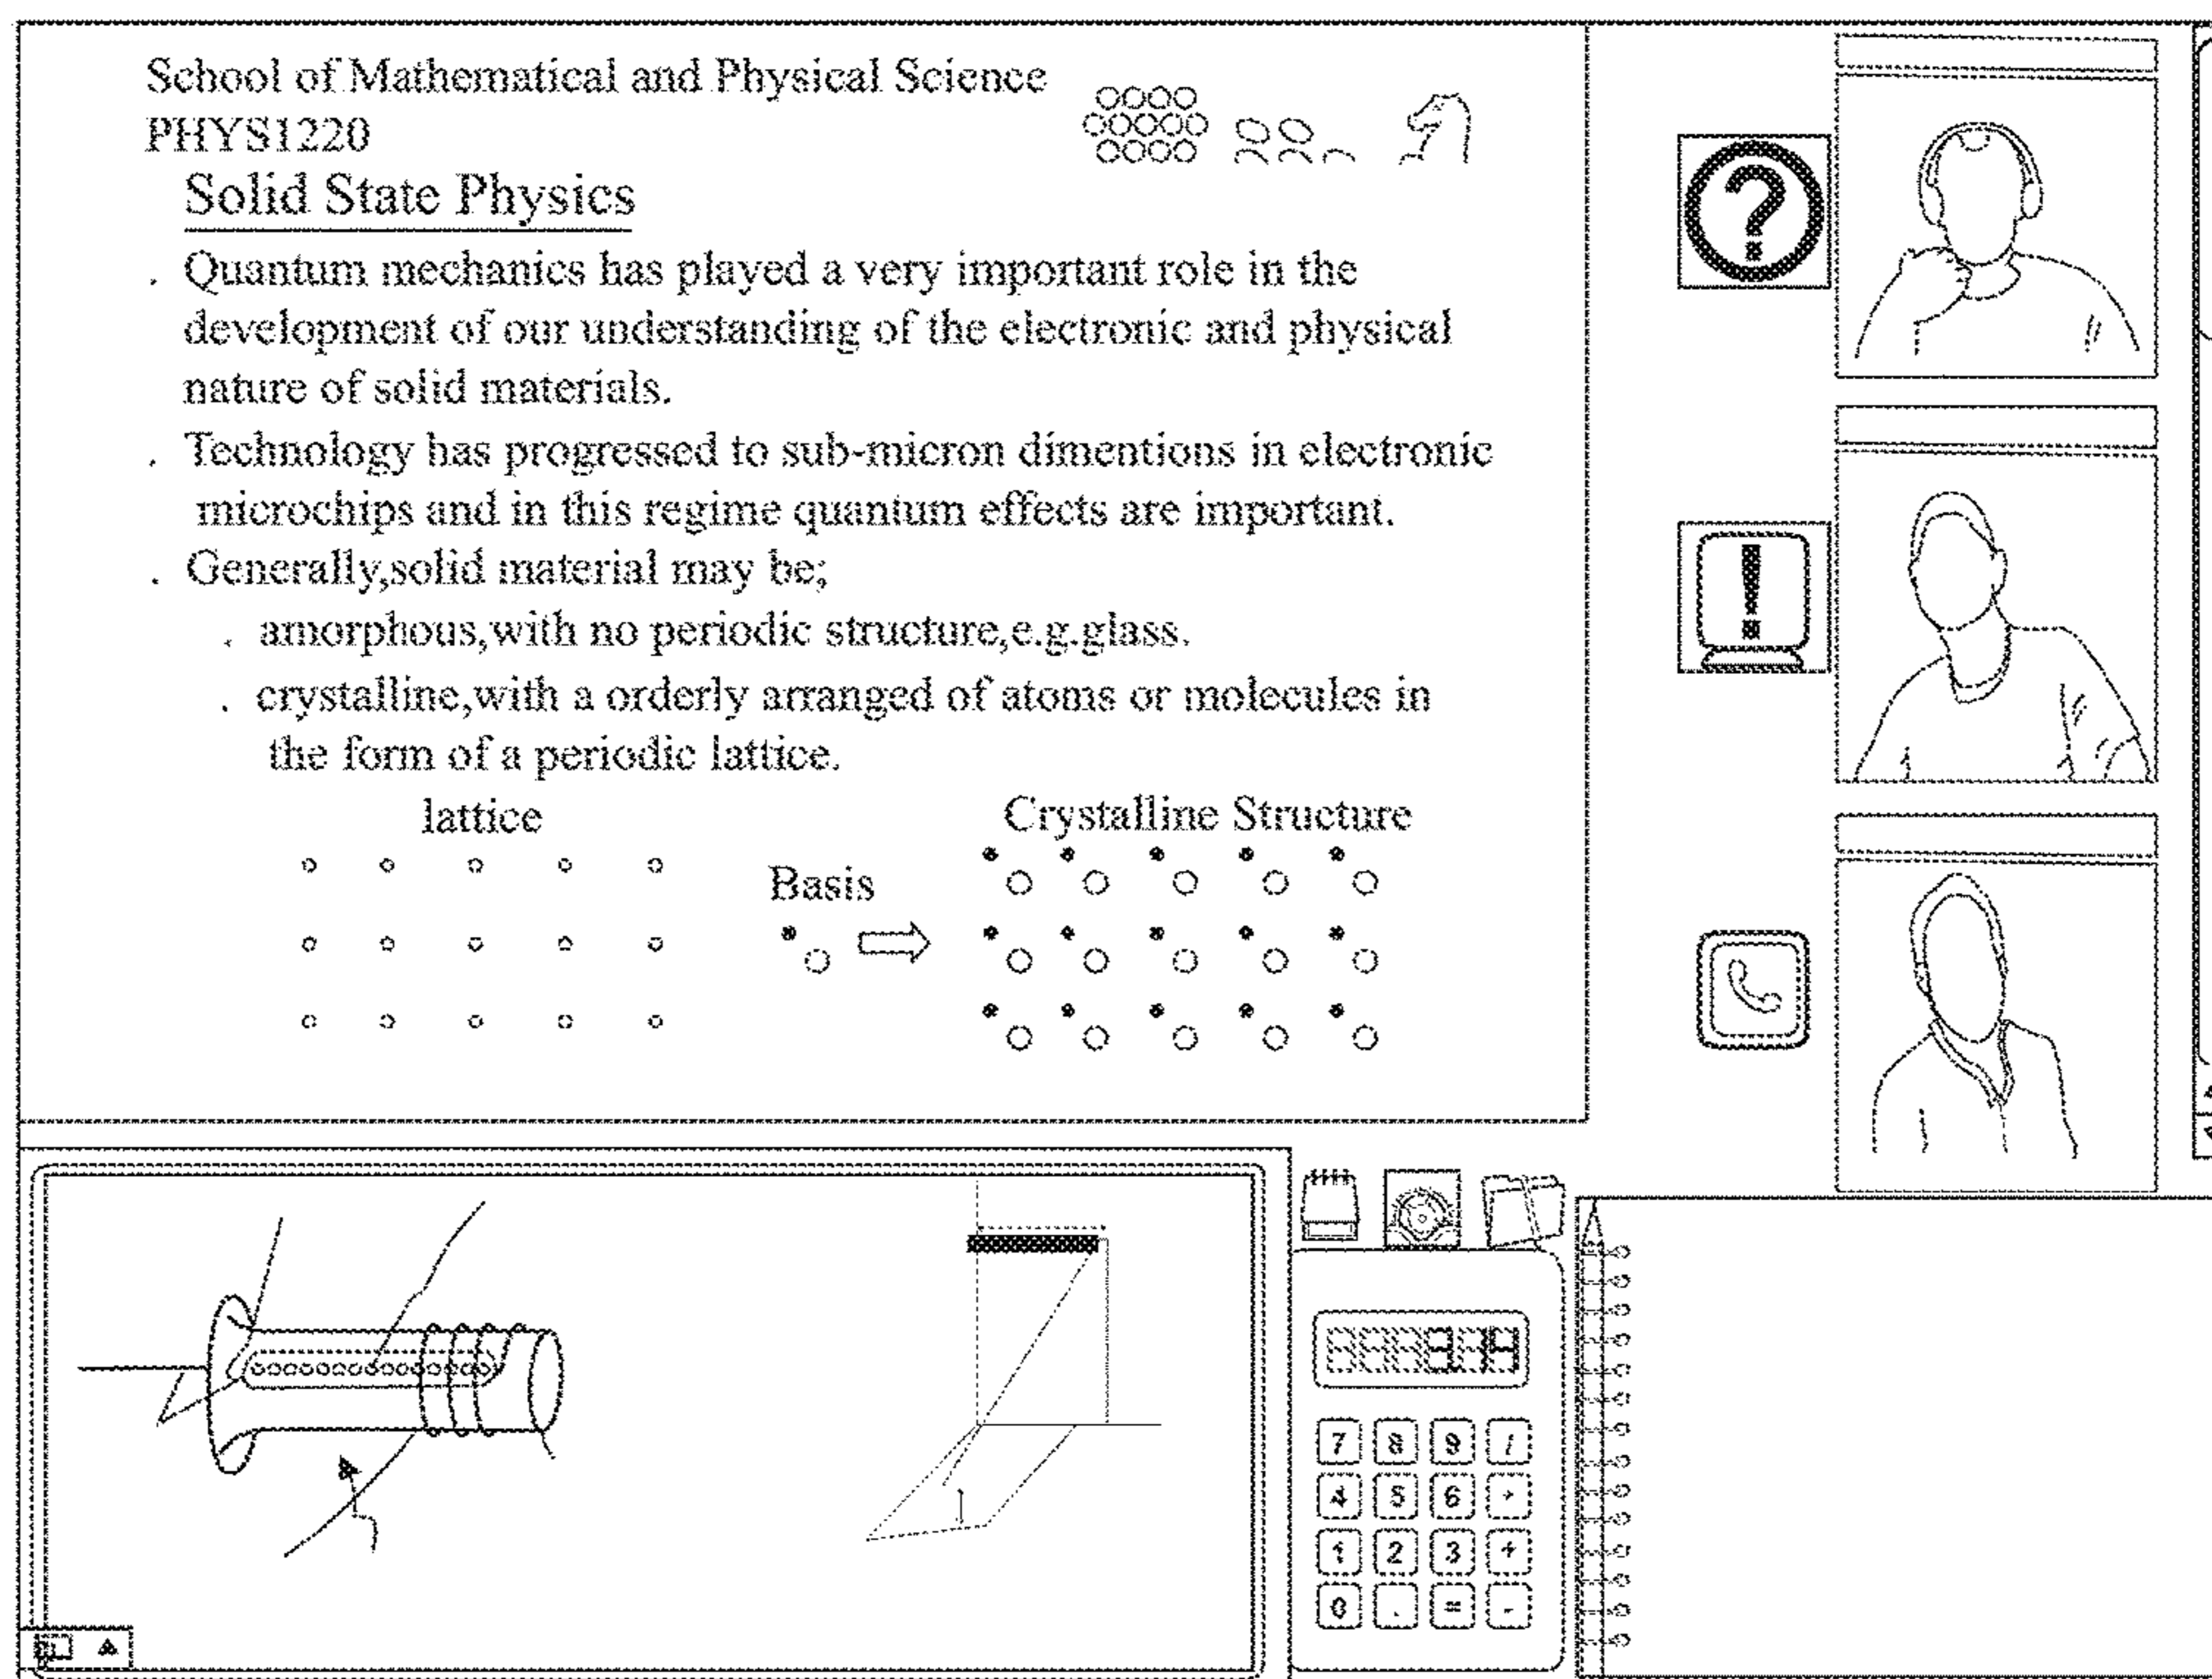 School of Mathematical and Physical Science
PHYS1220
Solid State Physics
. Quantum mechanics has played a very important role in the
development of our understanding of the electronic and physical
nature of solid materials.
. Technology has progressed to sub-micron dimentions in electronic
microchips and in this regime quantum effects are important.
. Generally,solid material may be;
. amorphous,with no periodic structure,e.g.glass.
. crystalline,with a orderly arranged of atoms or molecules in
the form of a periodic lattice.
lattice
Crystalline Structure
Basis
?
!
7 8 9 /
4 5 6
1 2 3 +
0 . = -